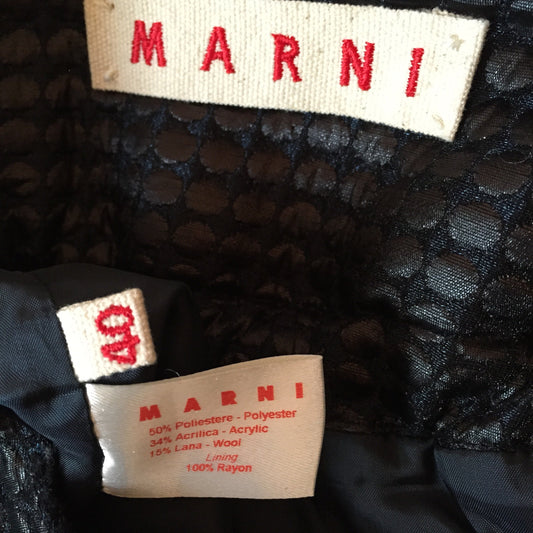 MARNI
40
MARNI
50% Poliestere - Polyester
34% Acrilica - Acrylic
15% Lana - Wool
Lining
100% Rayon